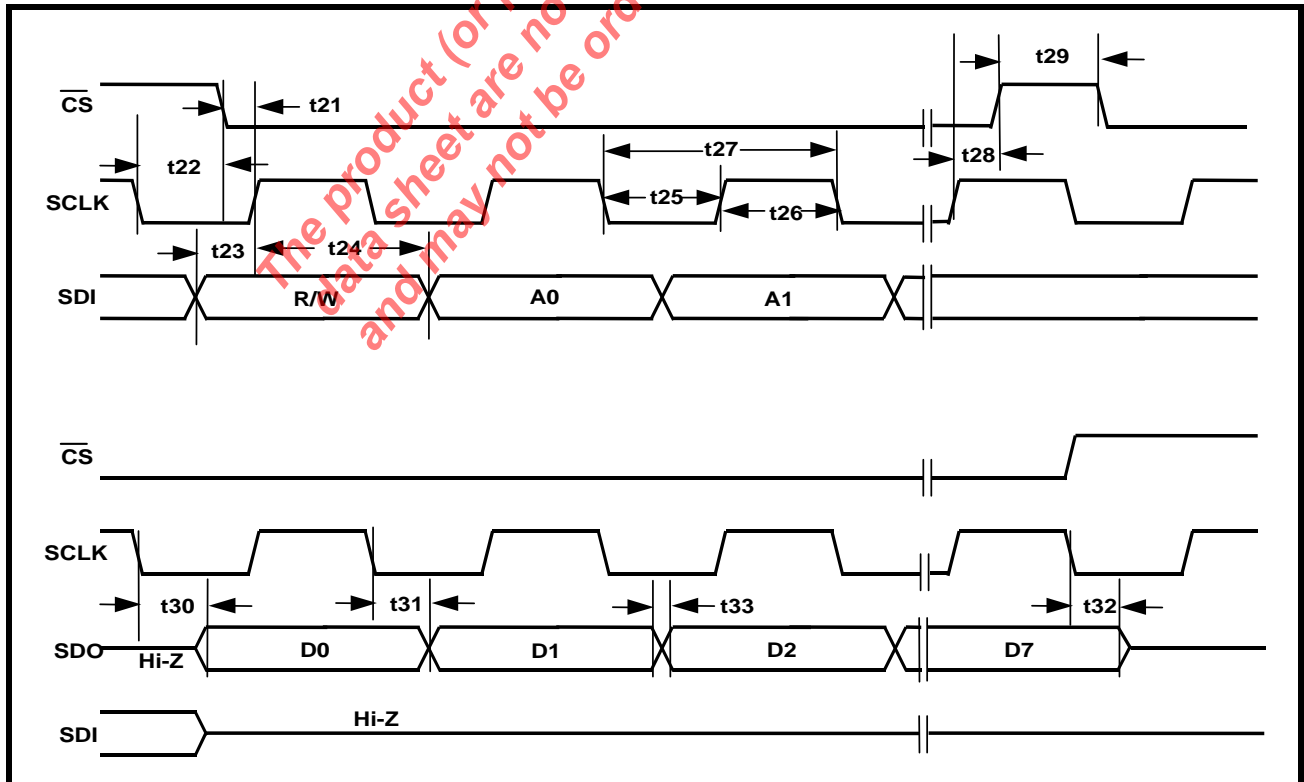 The product (or
data sheet are no
and may not be ord
t29
CS
t21
t22
t27
t28
SCLK
t25
t26
t23
t24
SDI
R/W
A0
A1
CS
SCLK
t30
t31
t33
t32
SDO
Hi-Z
D0
D1
D2
D7
Hi-Z
SDI